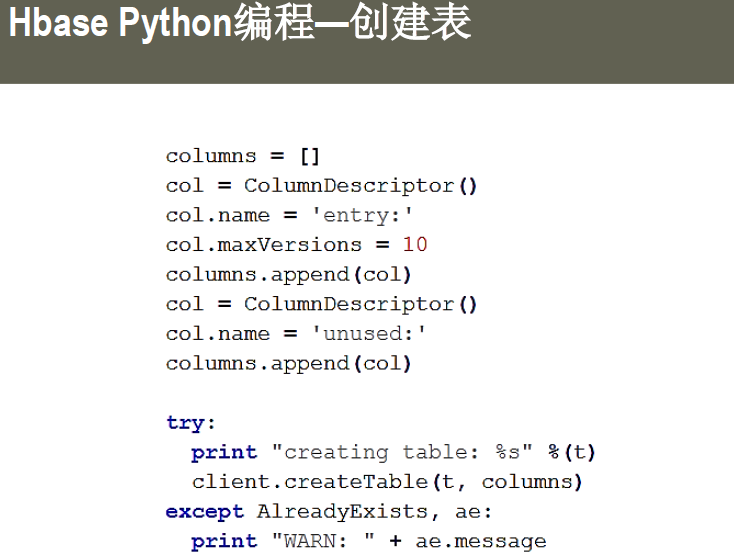 Hbase Python编程—创建表
columns = []
col = ColumnDescriptor()
col.name = 'entry:'
col.maxVersions = 10
columns.append(col)
col = ColumnDescriptor()
col.name = 'unused:'
columns.append(col)
try:
print "creating table: %s" %(t)
client.createTable(t, columns)
except AlreadyExists, ae:
print "WARN: " + ae.message